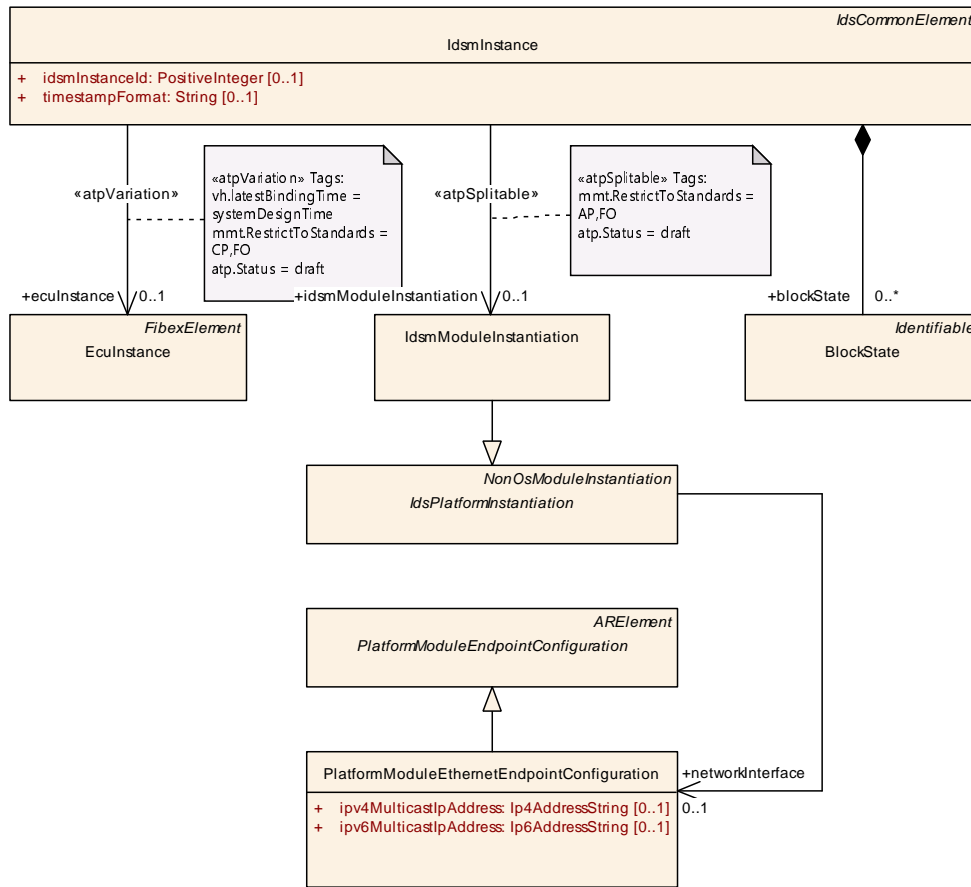 IdsCommonElement
IdsmInstance
+ idsmInstanceId: PositiveInteger [0..1]
+ timestampFormat: String [0..1]
«atpVariation»
«atpVariation» Tags:
vh.latestBindingTime =
systemDesignTime
mmt.RestrictToStandards =
CP,FO
atp.Status = draft
«atpSplitable»
«atpSplitable» Tags:
mmt.RestrictToStandards =
AP,FO
atp.Status = draft
+ecuInstance 0..1
+idsmModuleInstantiation 0..1
+blockState 0..*
FibexElement
EcuInstance
IdsmModuleInstantiation
Identifiable
BlockState
NonOsModuleInstantiation
IdsPlatformInstantiation
ARElement
PlatformModuleEndpointConfiguration
PlatformModuleEthernetEndpointConfiguration
+ ipv4MulticastIpAddress: Ip4AddressString [0..1]
+ ipv6MulticastIpAddress: Ip6AddressString [0..1]
+networkInterface
0..1